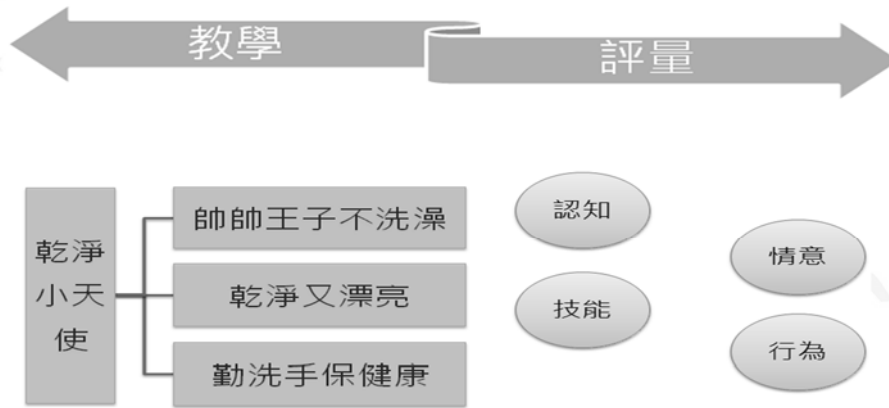 教學
評量
乾淨
小天
使
帥帥王子不洗澡
乾淨又漂亮
勤洗手保健康
認知
技能
情意
行為